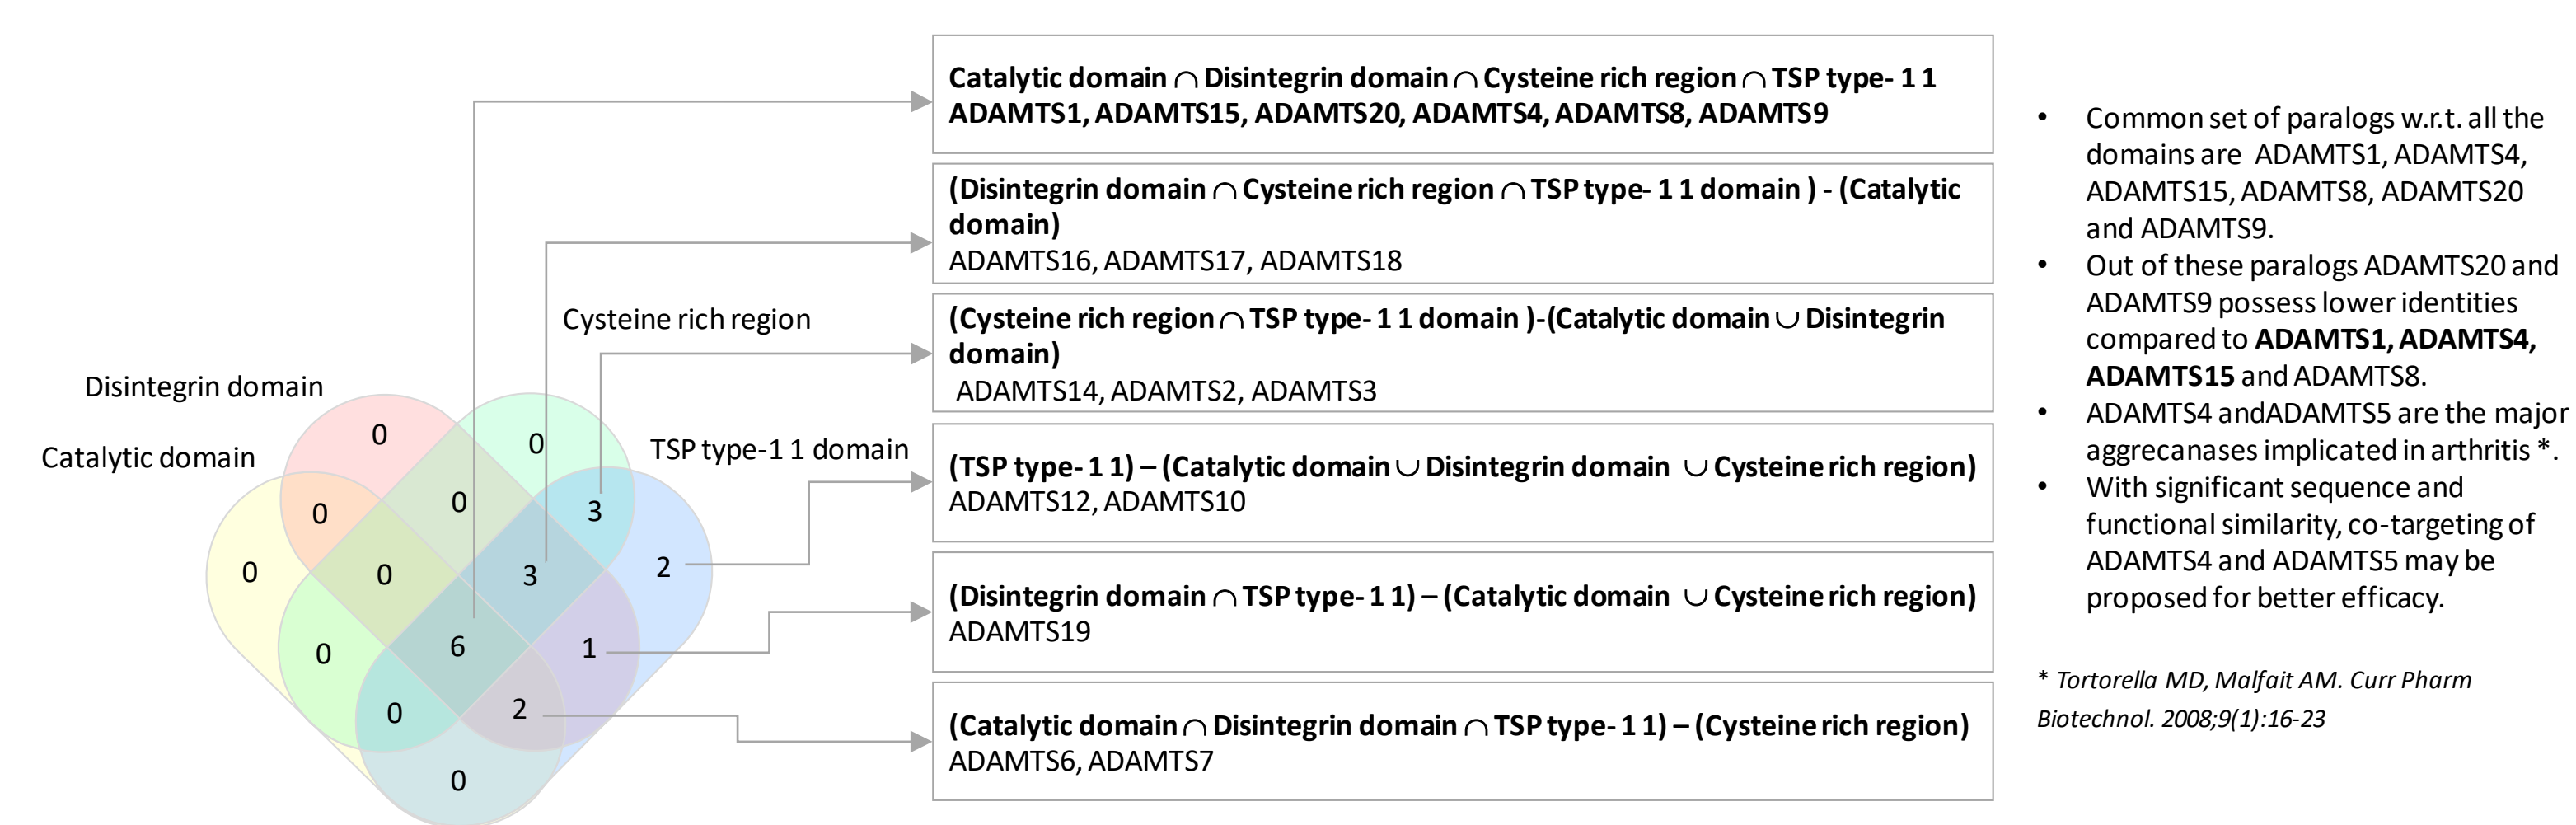 Disintegrin domain
Catalytic domain
Cysteine rich region
TSP type-1 1 domain
0
0
0
0
3
0
2
0
3
0
6
1
0
2
0
Catalytic domain ∩ Disintegrin domain ∩ Cysteine rich region ∩ TSP type- 1 1
ADAMTS1, ADAMTS15, ADAMTS20, ADAMTS4, ADAMTS8, ADAMTS9
(Disintegrin domain ∩ Cysteine rich region ∩ TSP type- 1 1 domain ) - (Catalytic
domain)
ADAMTS16, ADAMTS17, ADAMTS18
(Cysteine rich region ∩ TSP type- 1 1 domain )-(Catalytic domain ∪ Disintegrin
domain)
ADAMTS14, ADAMTS2, ADAMTS3
(TSP type- 1 1) – (Catalytic domain ∪ Disintegrin domain ∪ Cysteine rich region)
ADAMTS12, ADAMTS10
(Disintegrin domain ∩ TSP type- 1 1) – (Catalytic domain ∪ Cysteine rich region)
ADAMTS19
(Catalytic domain ∩ Disintegrin domain ∩ TSP type- 1 1) – (Cysteine rich region)
ADAMTS6, ADAMTS7
• Common set of paralogs w.r.t. all the
domains are ADAMTS1, ADAMTS4,
ADAMTS15, ADAMTS8, ADAMTS20
and ADAMTS9.
• Out of these paralogs ADAMTS20 and
ADAMTS9 possess lower identities
compared to ADAMTS1, ADAMTS4,
ADAMTS15 and ADAMTS8.
• ADAMTS4 andADAMTS5 are the major
aggrecanases implicated in arthritis *.
• With significant sequence and
functional similarity, co-targeting of
ADAMTS4 and ADAMTS5 may be
proposed for better efficacy.
* Tortorella MD, Malfait AM. Curr Pharm
Biotechnol. 2008;9(1):16-23